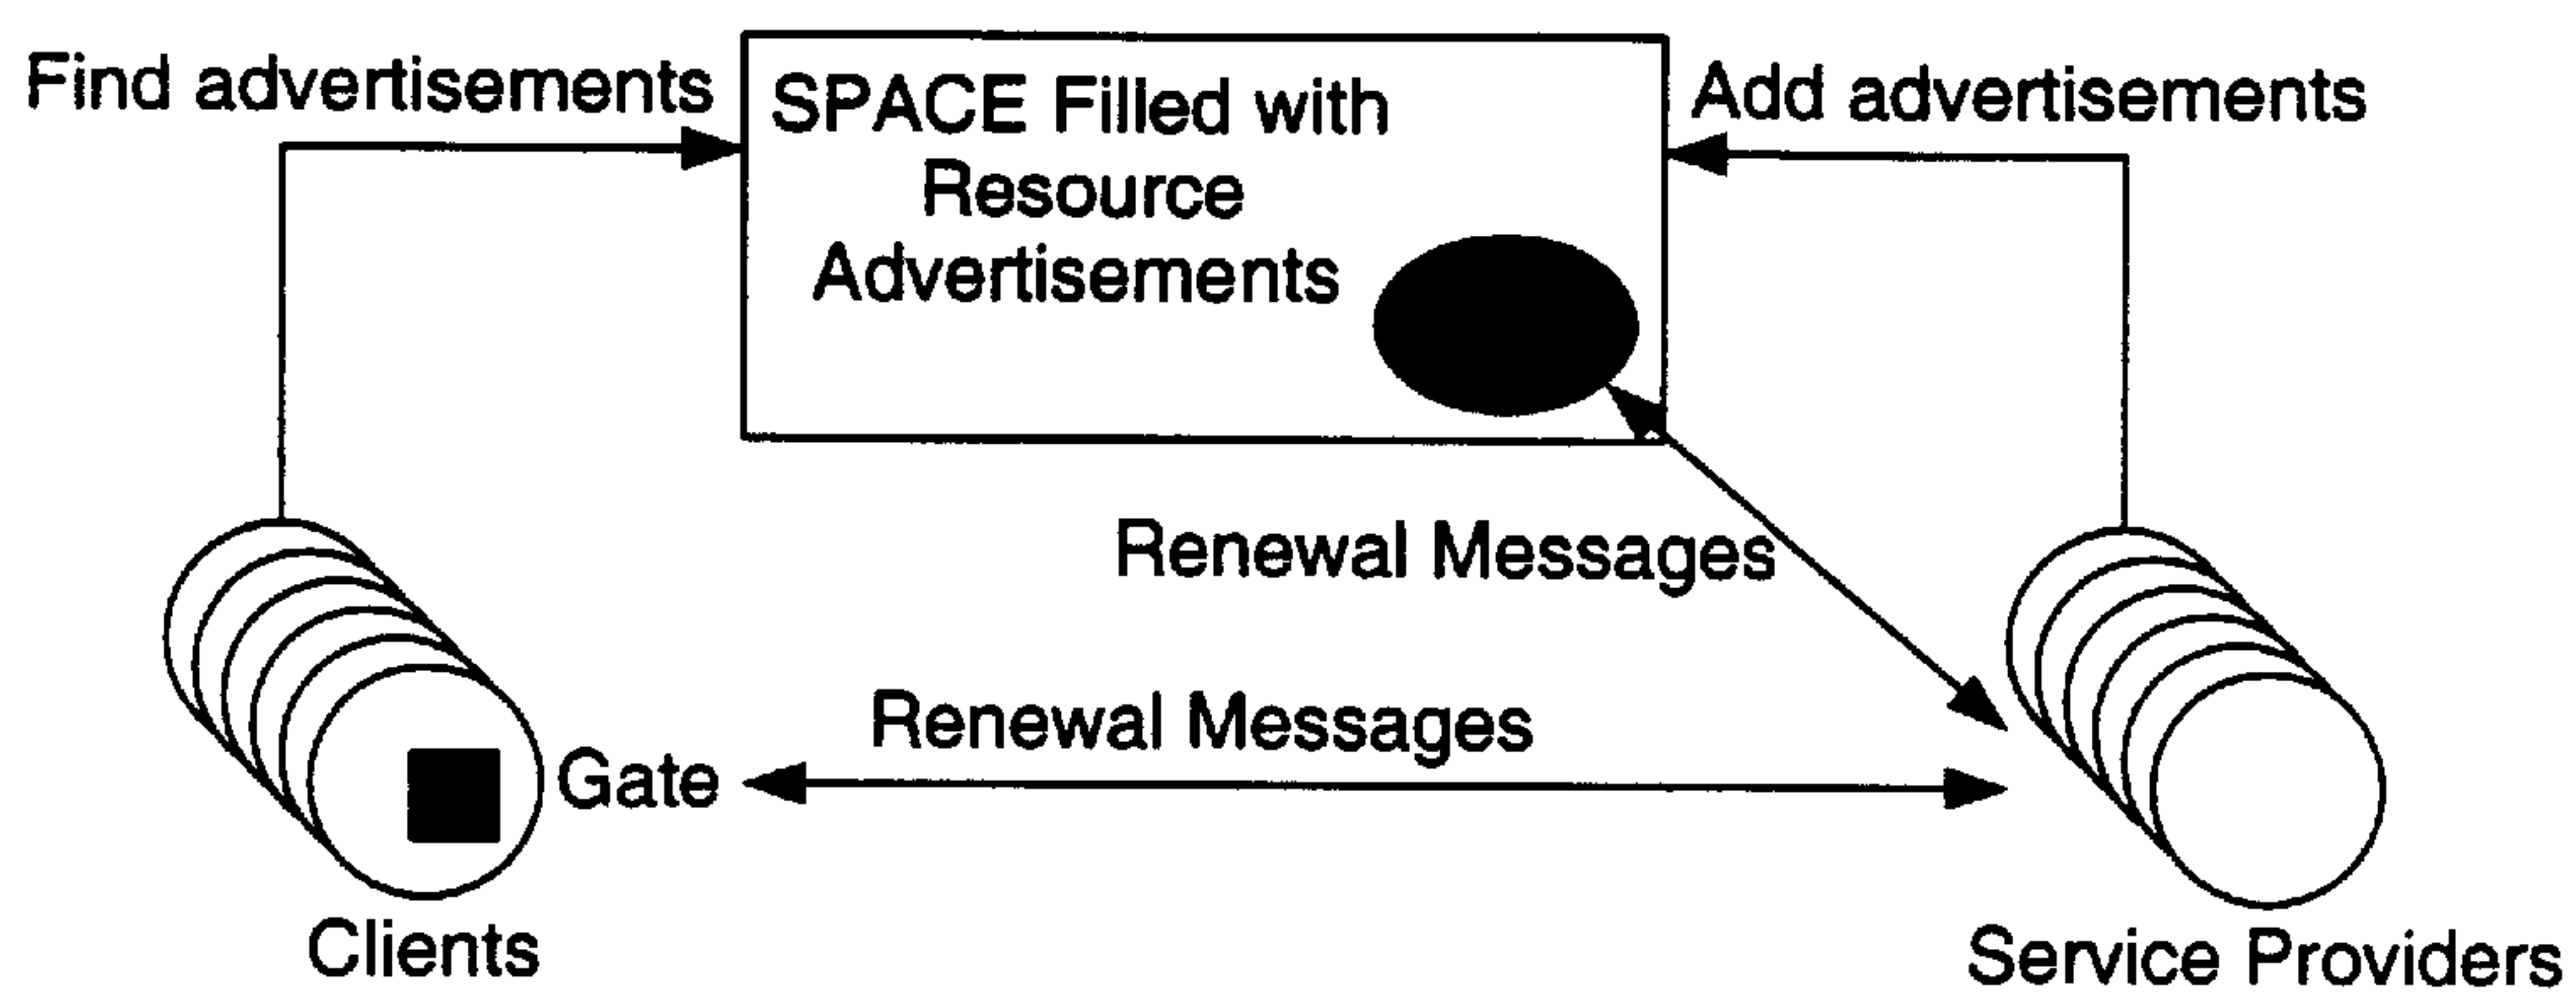 Find advertisements
SPACE Filled with
Resource
Advertisements
Add advertisements
Renewal Messages
Renewal Messages
Gate
Clients
Service Providers